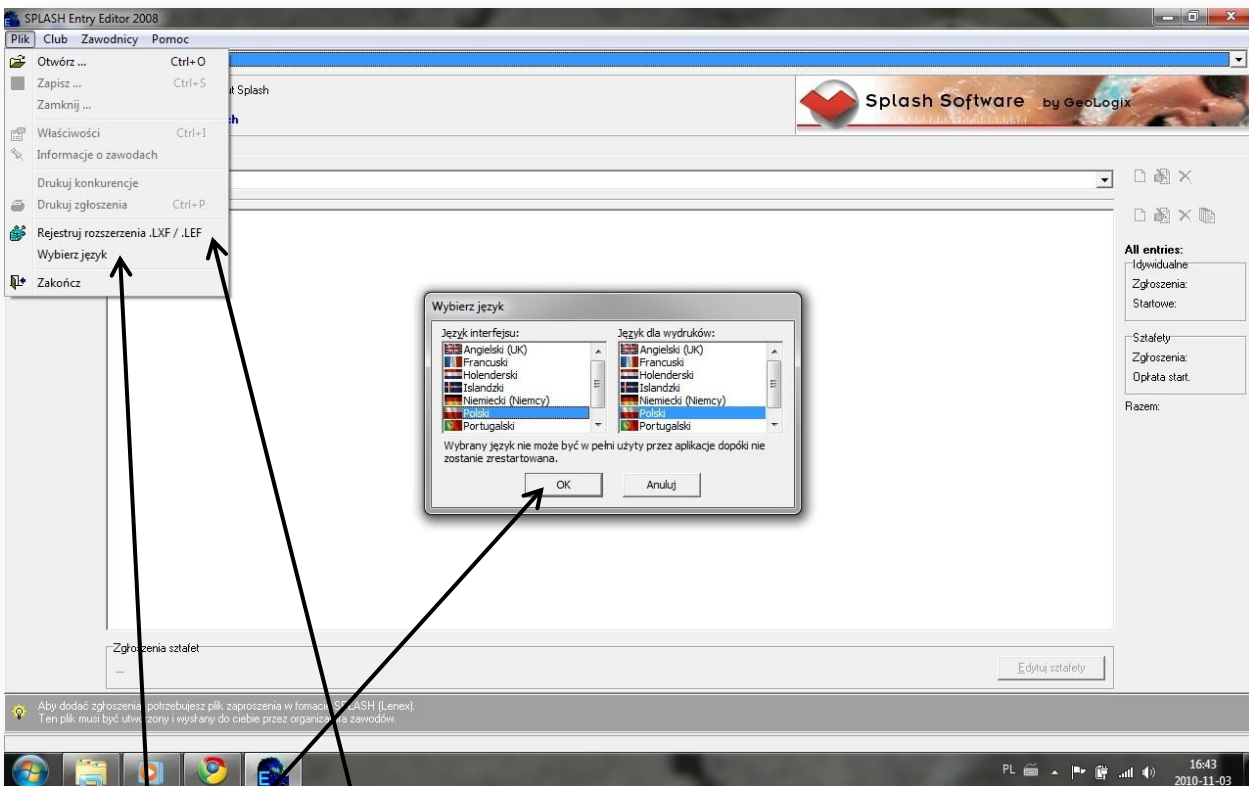 SPLASH Entry Editor 2008
Plik Club Zawodnicy Pomoc
Otwórz ... Ctrl+O
Zapisz ... Ctrl+S
Zamknij ...
Właściwości Ctrl+I
Informacje o zawodach
Drukuj konkurencje
Drukuj zgłoszenia Ctrl+P
Rejestruj rozszerzenia .LXF / .LEF
Wybierz język
Zakończ
Splash
Splash Software by GeoLogix
All entries:
Idywidualne
Zgłoszenia:
Startowe:
Sztafety
Zgłoszenia:
Opłata start.
Razem:
Wybierz język
Język interfejsu: Język dla wydruków:
Angielski (UK) Angielski (UK)
Francuski Francuski
Holenderski Holenderski
Islandzki Islandzki
Niemiecki (Niemcy) Niemiecki (Niemcy)
Polski Polski
Portugalski Portugalski
Wybrany język nie może być w pełni użyty przez aplikacje dopóki nie
zostanie zrestartowana.
OK Anuluj
Zgłoszenia sztafet
...
Edytuj sztafety
Aby dodać zgłoszenia potrzebujesz plik zaproszenia w fomacie SPLASH (Lenex).
Ten plik musi być utworzony i wysłany do ciebie przez organizatora zawodów.
PL
16:43
2010-11-03